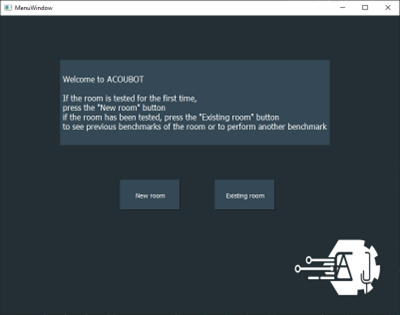 ManuWindow
Welcome to ACOUBOT
If the room is tested for the first time,
press the "New room" button
if the room has been tested, press the "Existing room" button
to see previous benchmarks of the room or to perform another benchmark
New room
Existing room